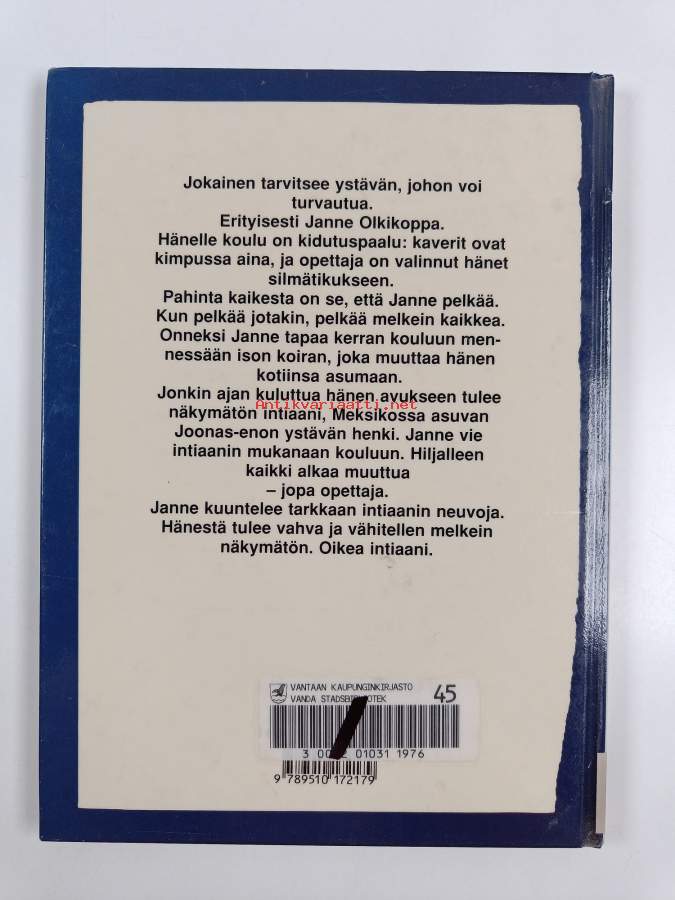 Jokainen tarvitsee ystävän, johon voi
turvautua.
Erityisesti Janne Olkikoppa.
Hänelle koulu on kidutuspaalu: kaverit ovat
kimpussa aina, ja opettaja on valinnut hänet
silmätikukseen.
Pahinta kaikesta on se, että Janne pelkää.
Kun pelkää jotakin, pelkää melkein kaikkea.
Onneksi Janne tapaa kerran kouluun men-
nessään ison koiran, joka muuttaa hänen
kotiinsa asumaan.
Jonkin ajan kuluttua hänen avukseen tulee
Antikvariaatti.net
näkymätön intiaani, Meksikossa asuvan
Joonas-enon ystävän henki. Janne vie
intiaanin mukanaan kouluun. Hiljalleen
kaikki alkaa muuttua
– jopa opettaja.
Janne kuuntelee tarkkaan intiaanin neuvoja.
Hänestä tulee vahva ja vähitellen melkein
näkymätön. Oikea intiaani.
VANTAAN KAUPUNGINKIRJASTO 45
VANDA
3 01031 1976
9 789510 172179